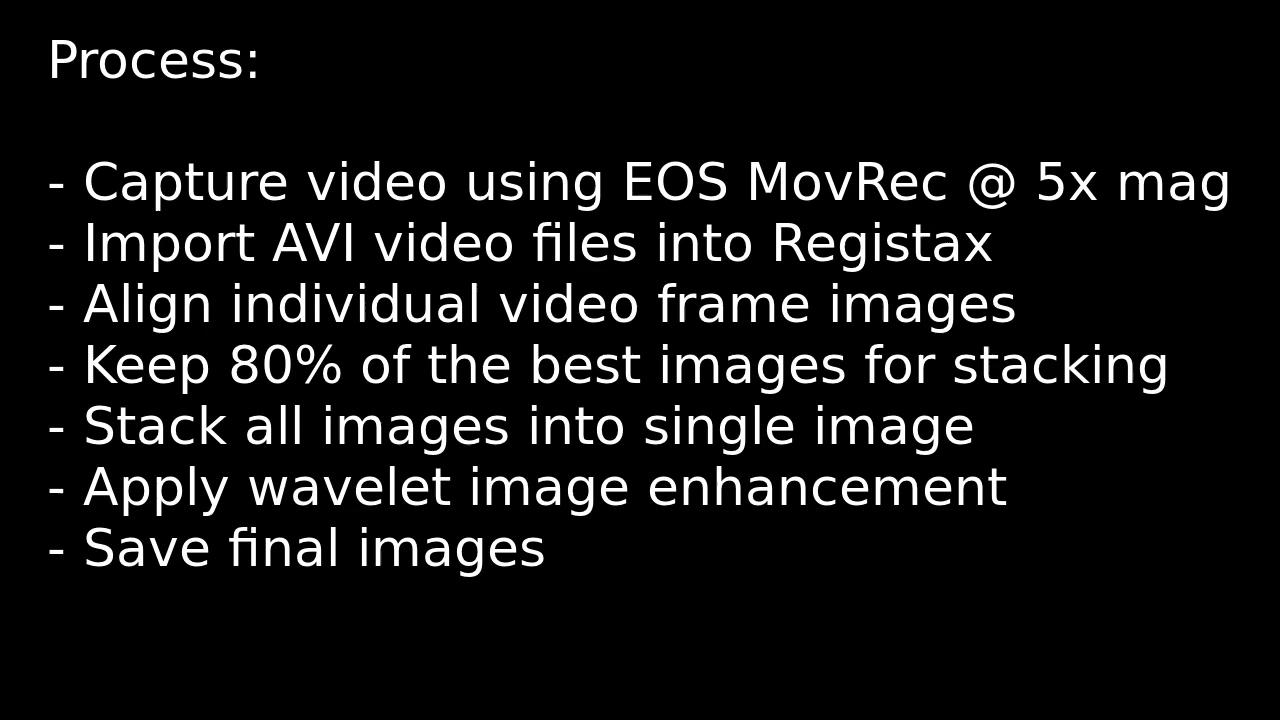 Process:
- Capture video using EOS MovRec @ 5x mag
- Import AVI video files into Registax
- Align individual video frame images
- Keep 80% of the best images for stacking
- Stack all images into single image
- Apply wavelet image enhancement
- Save final images